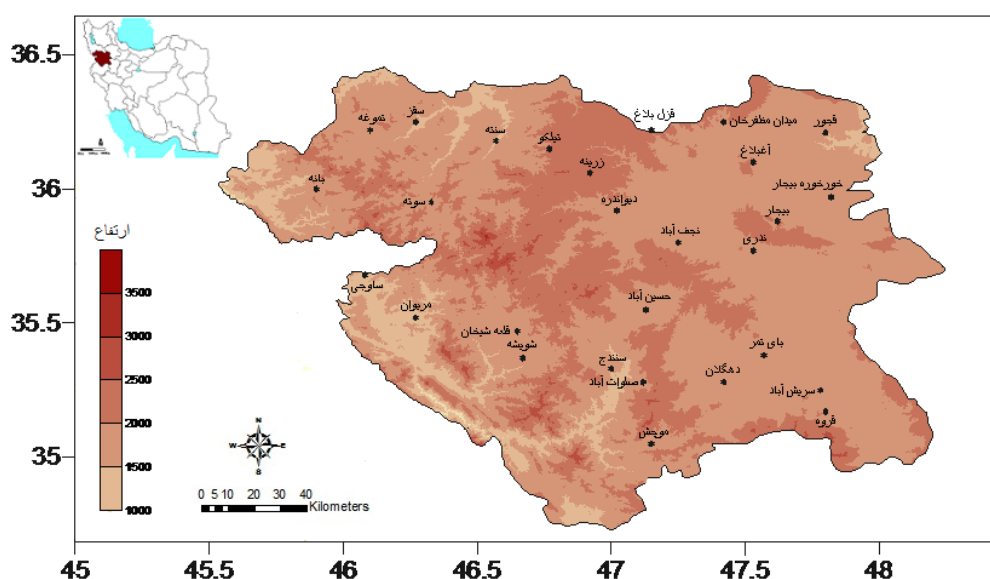 36.5
36
35.5
35
45
45.5
46
46.5
47
47.5
48
ارتفاع
3500
3000
2500
2000
1500
1000
N
W
E
S
0 5 10 20 30 40
Kilometers
قزل بلاغ
میدان مظفرخان
قجور
سقز
نموغه
سنته
تیلکو
آغبلاغ
زرینه
خورخوره بیجار
بانه
سونه
دیواندره
بیجار
نجف آباد
ندری
ساوجی
حسین آباد
مریوان
قلعه شیخان
شویشه
بای تمر
سنندج
صلوات آباد
دهگلان
سریش آباد
قروه
موچش